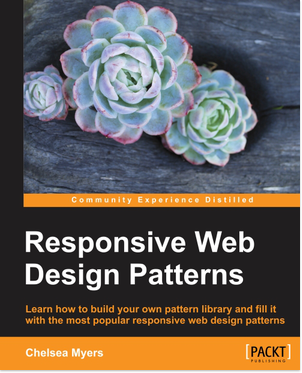 Community Experience Distilled
Responsive Web
Design Patterns
Learn how to build your own pattern library and fill it
with the most popular responsive web design patterns
Chelsea Myers
[PACKT]
PUBLISHING